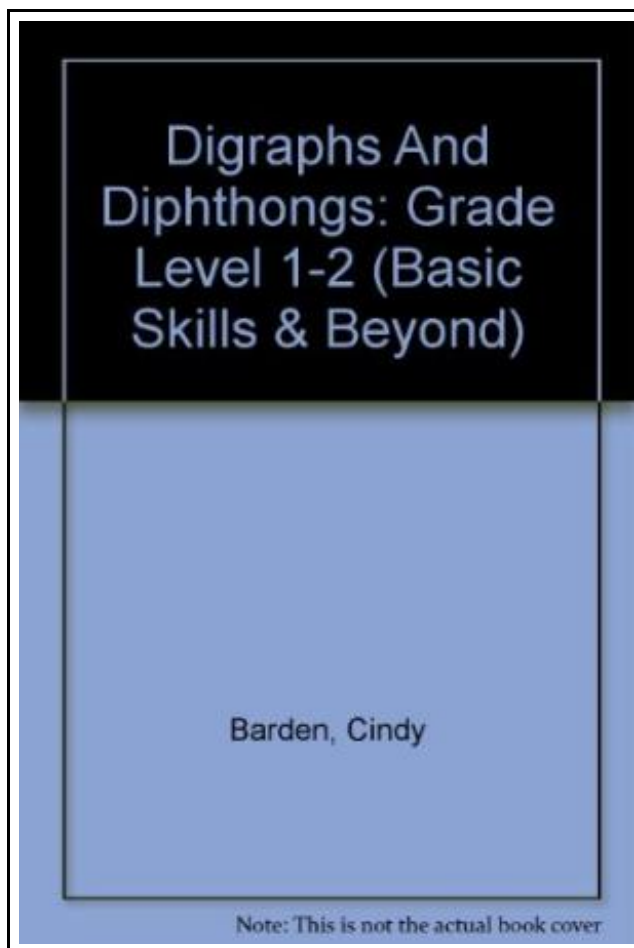 Digraphs And
Diphthongs: Grade
Level 1-2 (Basic
Skills & Beyond)
Barden, Cindy
Note: This is not the actual book cover